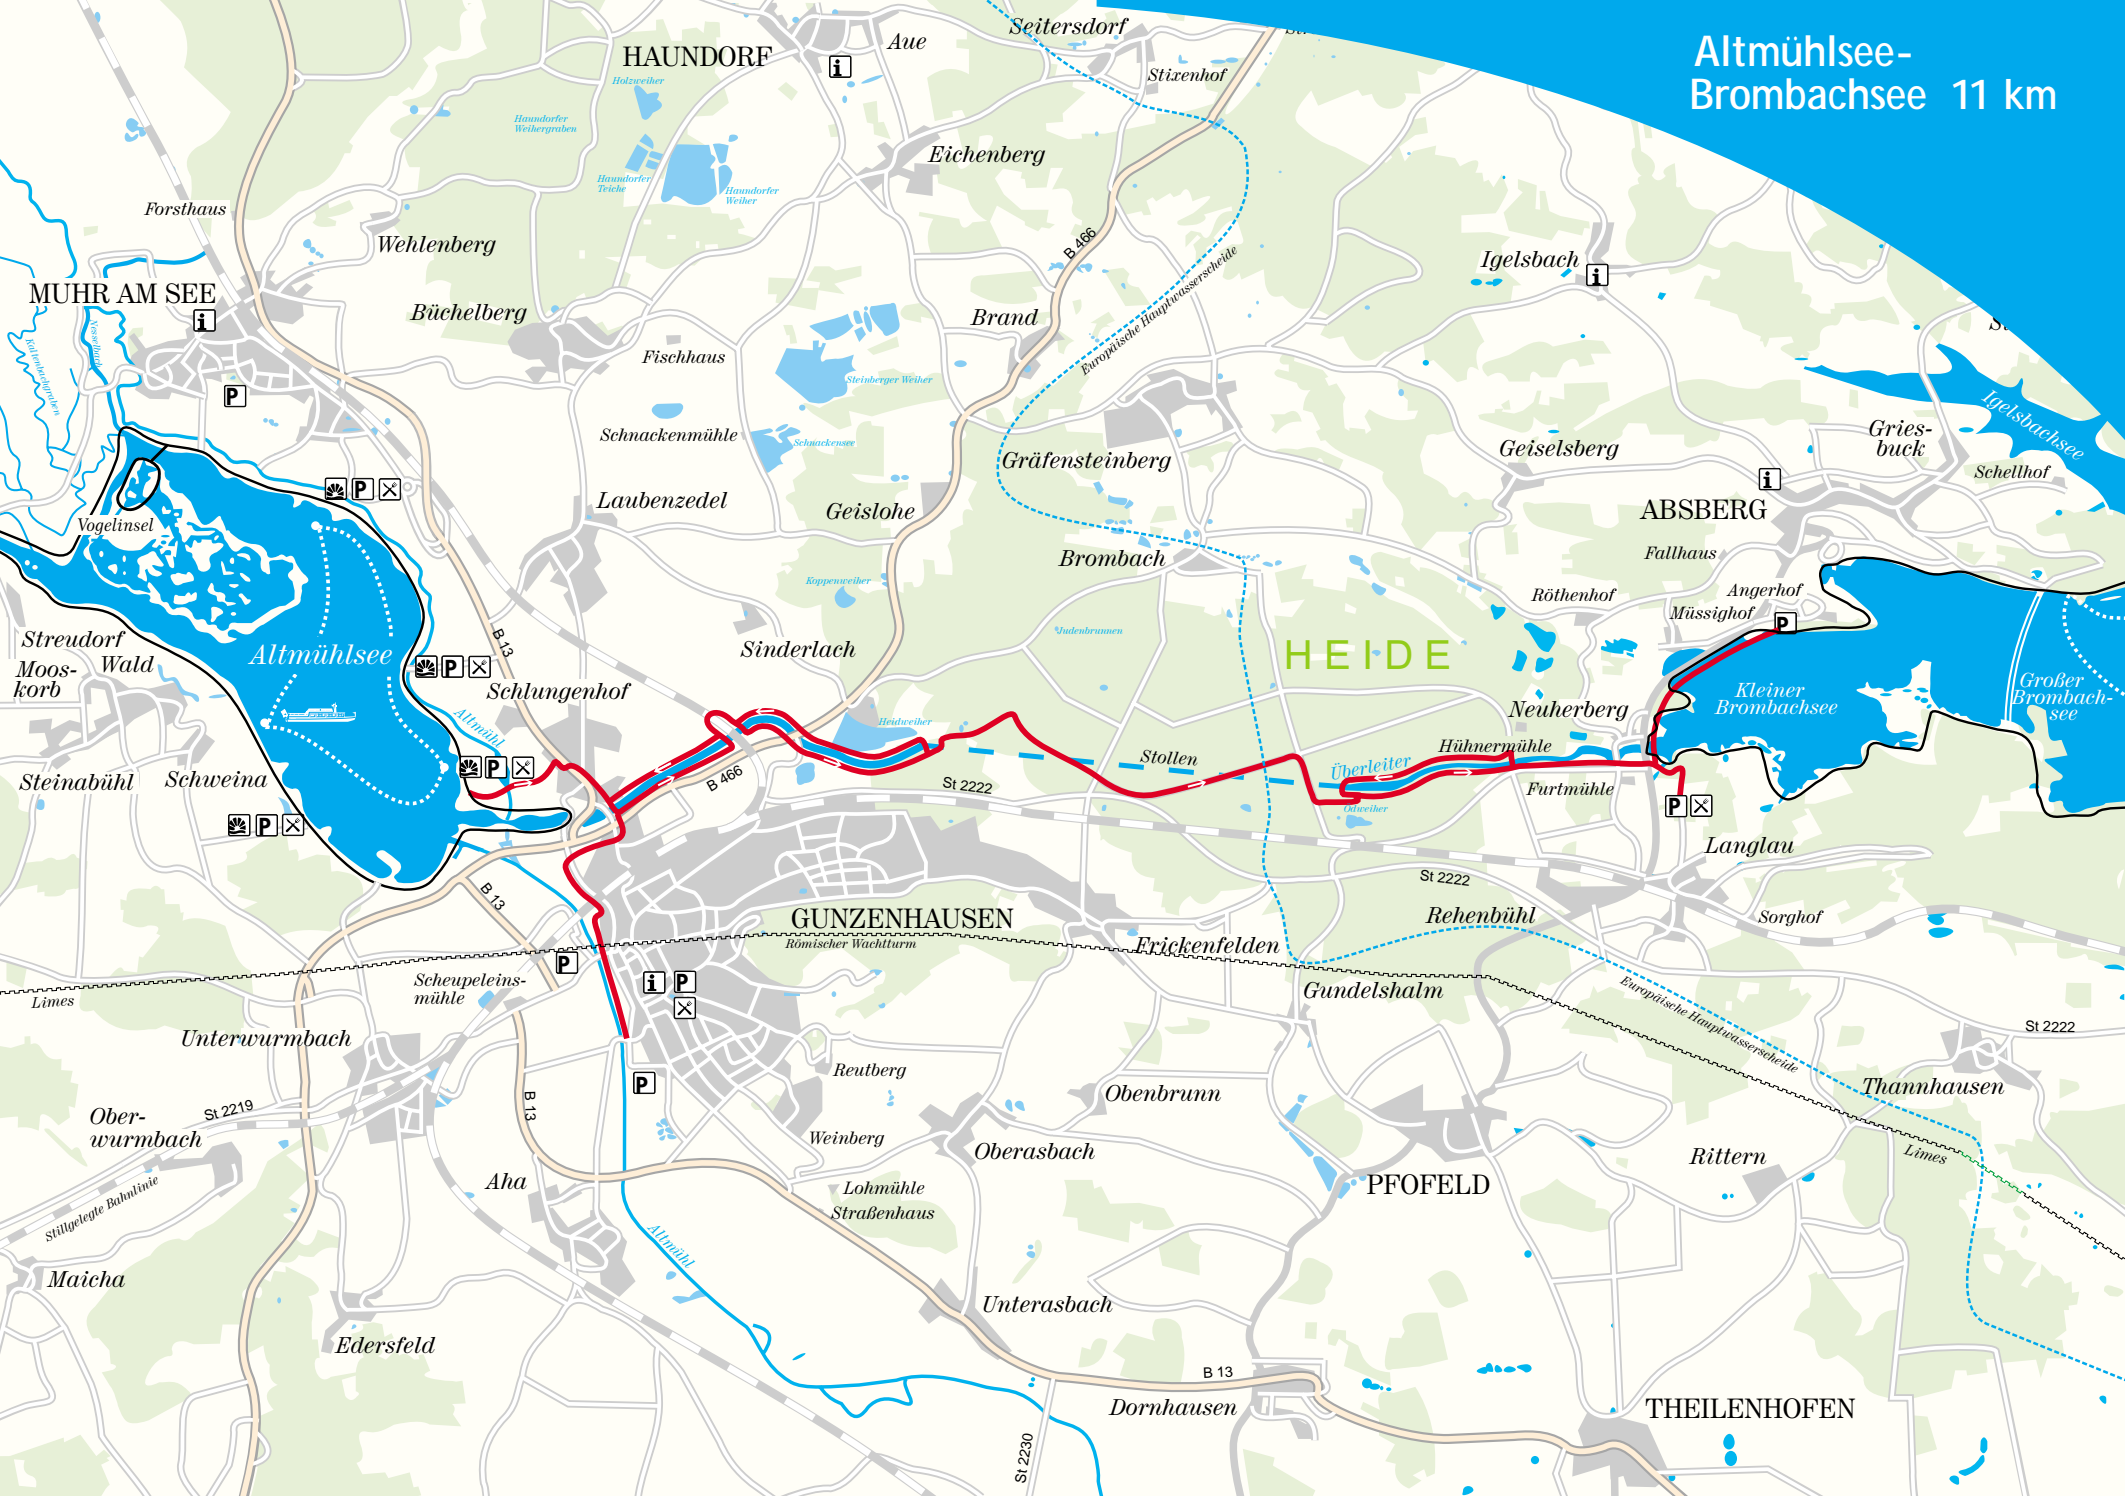 Altmühlsee-
Brombachsee 11 km
Seitersdorf
Aue
HAUNDORF
i
Stixenhof
Holzweiher
Haundorfer
Weihergraben
Eichenberg
Haundorfer
Teiche
Haundorfer
Weiher
Forsthaus
Wehlenberg
B 466
Europäische Hauptwasserscheide
Igelsbach
i
MUHR AM SEE
i
Nesselbach
Kaltenbachgraben
Büchelberg
Brand
Fischhaus
Steinberger Weiher
P
Igelsbachsee
Schnackenmühle
Schnackensee
Gries-
buck
Gräfensteinberg
Geiselsberg
Schellhof
i
P
Laubenzedel
Geislohe
ABSBERG
Vogelinsel
Fallhaus
Brombach
Koppenweiher
Angerhof
Röthenhof
Müssighof
P
Judenbrunnen
Streudorf
Altmühlsee
B 13
Sinderlach
HEIDE
Moos-
korb
Wald
P
Schlungenhof
Kleiner
Brombachsee
Großer
Brombach-
see
Neuherberg
Altmühl
Heidweiher
Stollen
Hühnermühle
Überleiter
P
Steinabühl
Schweina
B 466
St 2222
Furtmühle
Odweiher
P
P
Langlau
St 2222
B 13
GUNZENHAUSEN
Römischer Wachtturm
Rehenbühl
Sorghof
Frickenfelden
P
Scheupeleins-
mühle
i
P
Limes
Gundelshalm
Europäische Hauptwasserscheide
St 2222
Unterwurmbach
Reutberg
P
Obenbrunn
Thannhausen
St 2219
B 13
Ober-
wurmbach
Weinberg
Oberasbach
Limes
Rittern
Aha
Lohmühle
Straßenhaus
PFOFELD
Stillgelegte Bahnlinie
Altmühl
Maicha
Unterasbach
Edersfeld
B 13
Dornhausen
THEILENHOFEN
St 2230